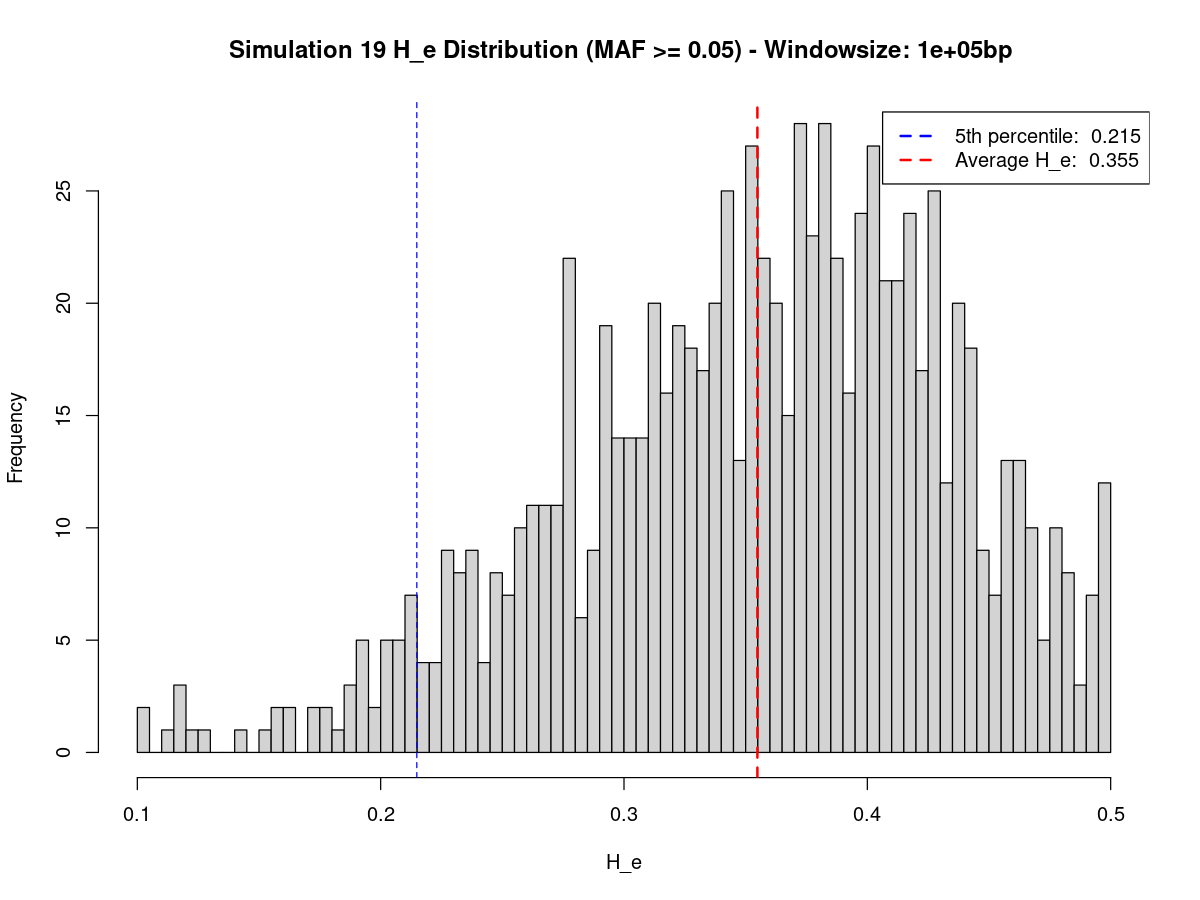 Simulation 19 H_e Distribution (MAF >= 0.05) - Windowsize: 1e+05bp
5th percentile: 0.215
Average H_e: 0.355
Frequency
25
20
15
10
5
0
0.1 0.2 0.3 0.4 0.5
H_e